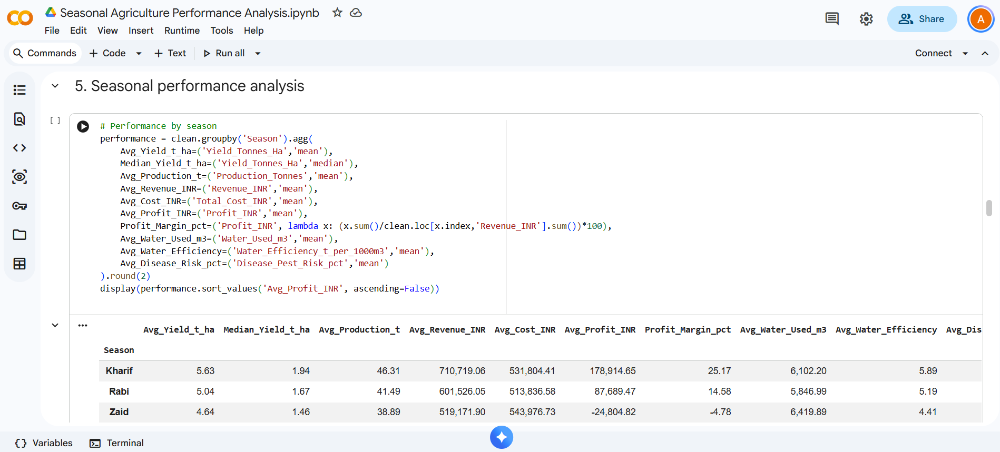 Seasonal Agriculture Performance Analysis.ipynb
File Edit View Insert Runtime Tools Help
Share
A
Commands + Code + Text Run all
Connect
5. Seasonal performance analysis
[ ]
# Performance by season
performance = clean.groupby('Season').agg(
    Avg_Yield_t_ha=('Yield_Tonnes_Ha','mean'),
    Median_Yield_t_ha=('Yield_Tonnes_Ha','median'),
    Avg_Production_t=('Production_Tonnes','mean'),
    Avg_Revenue_INR=('Revenue_INR','mean'),
    Avg_Cost_INR=('Total_Cost_INR','mean'),
    Avg_Profit_INR=('Profit_INR','mean'),
    Profit_Margin_pct=('Profit_INR', lambda x: (x.sum()/clean.loc[x.index,'Revenue_INR'].sum())*100),
    Avg_Water_Used_m3=('Water_Used_m3','mean'),
    Avg_Water_Efficiency=('Water_Efficiency_t_per_1000m3','mean'),
    Avg_Disease_Risk_pct=('Disease_Pest_Risk_pct','mean')
).round(2)
display(performance.sort_values('Avg_Profit_INR', ascending=False))
Avg_Yield_t_ha Median_Yield_t_ha Avg_Production_t Avg_Revenue_INR Avg_Cost_INR Avg_Profit_INR Profit_Margin_pct Avg_Water_Used_m3 Avg_Water_Efficiency Avg_Dis
Season
Kharif 5.63 1.94 46.31 710,719.06 531,804.41 178,914.65 25.17 6,102.20 5.89
Rabi 5.04 1.67 41.49 601,526.05 513,836.58 87,689.47 14.58 5,846.99 5.19
Zaid 4.64 1.46 38.89 519,171.90 543,976.73 -24,804.82 -4.78 6,419.89 4.41
Variables Terminal